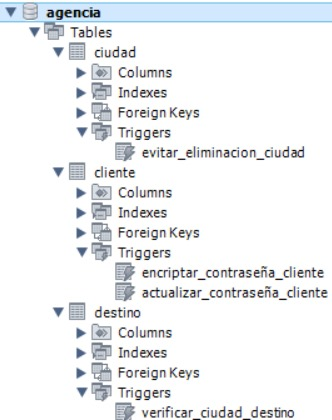 agencia
Tables
ciudad
Columns
Indexes
Foreign Keys
Triggers
evitar_eliminacion_ciudad
cliente
Columns
Indexes
Foreign Keys
Triggers
encriptar_contraseña_cliente
actualizar_contraseña_cliente
destino
Columns
Indexes
Foreign Keys
Triggers
verificar_ciudad_destino